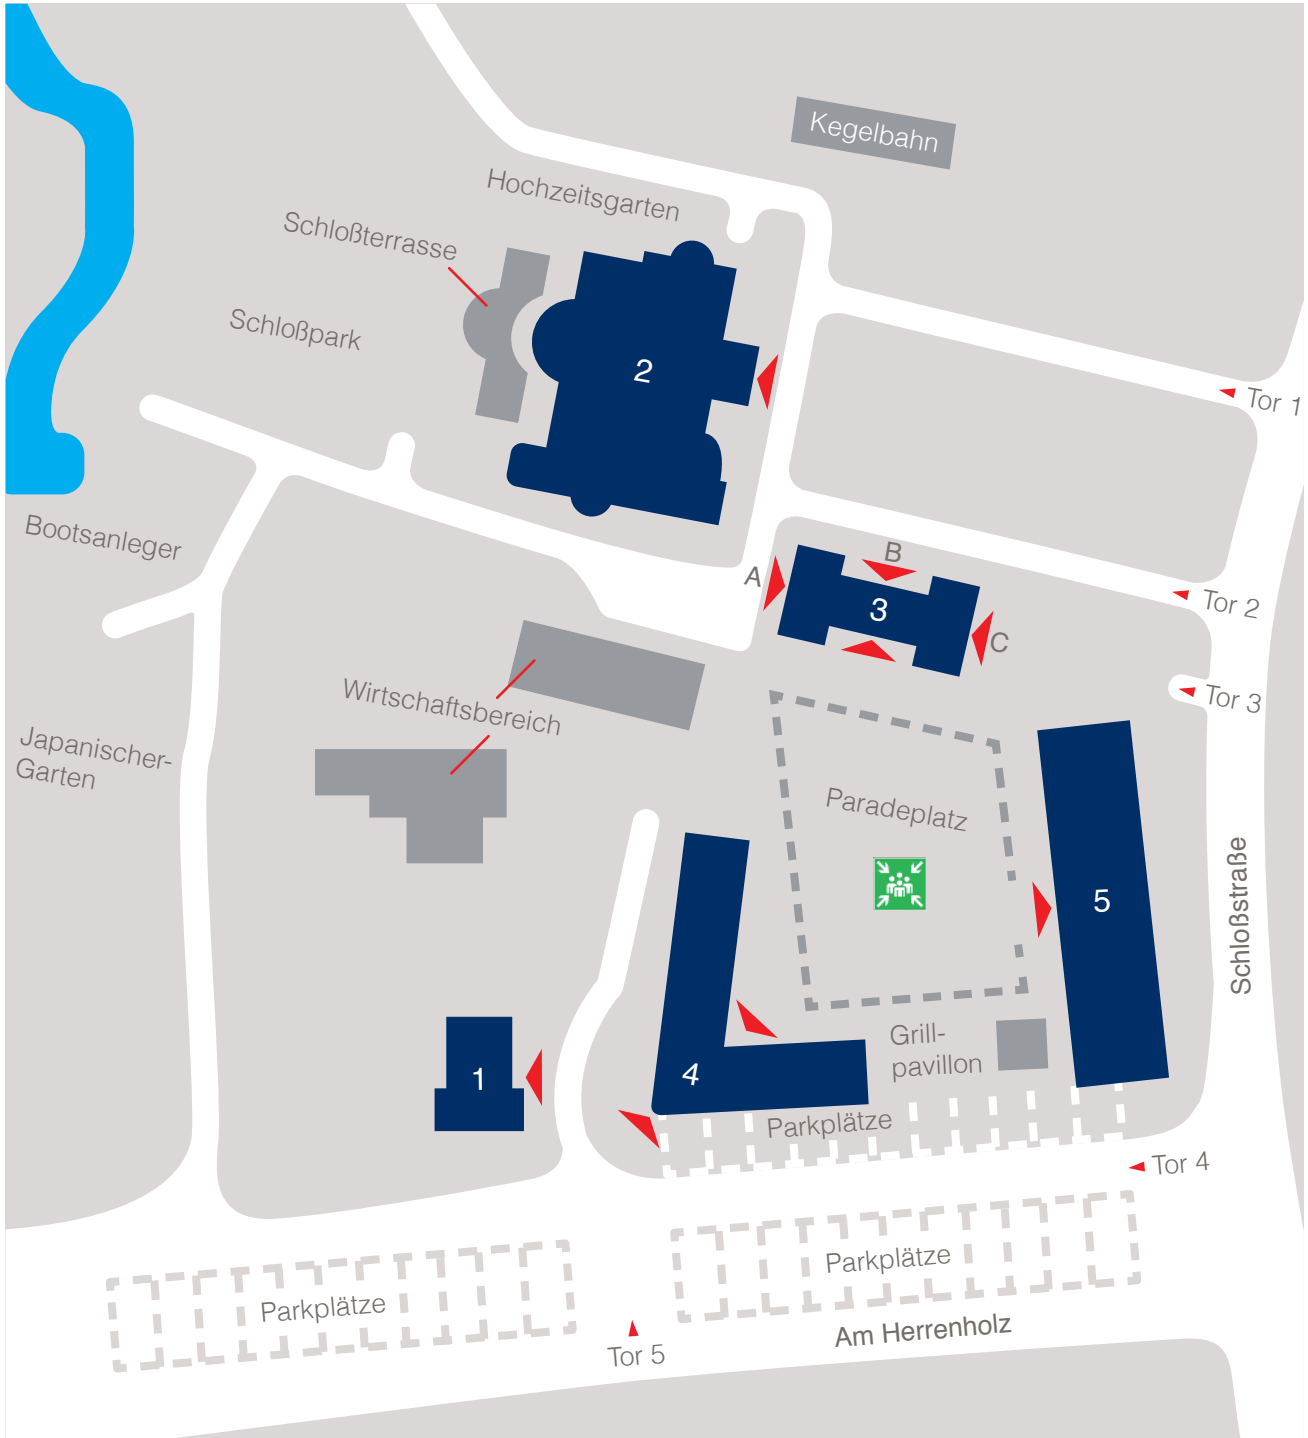 Kegelbahn
Hochzeitsgarten
Schloßterrasse
Schloßpark
2
Tor 1
Bootsanleger
A
B
3
C
Tor 2
Tor 3
Wirtschaftsbereich
Japanischer-
Garten
Paradeplatz
5
Schloßstraße
Grill-
pavillon
1
4
Parkplätze
Tor 4
Parkplätze
Parkplätze
Am Herrenholz
Tor 5